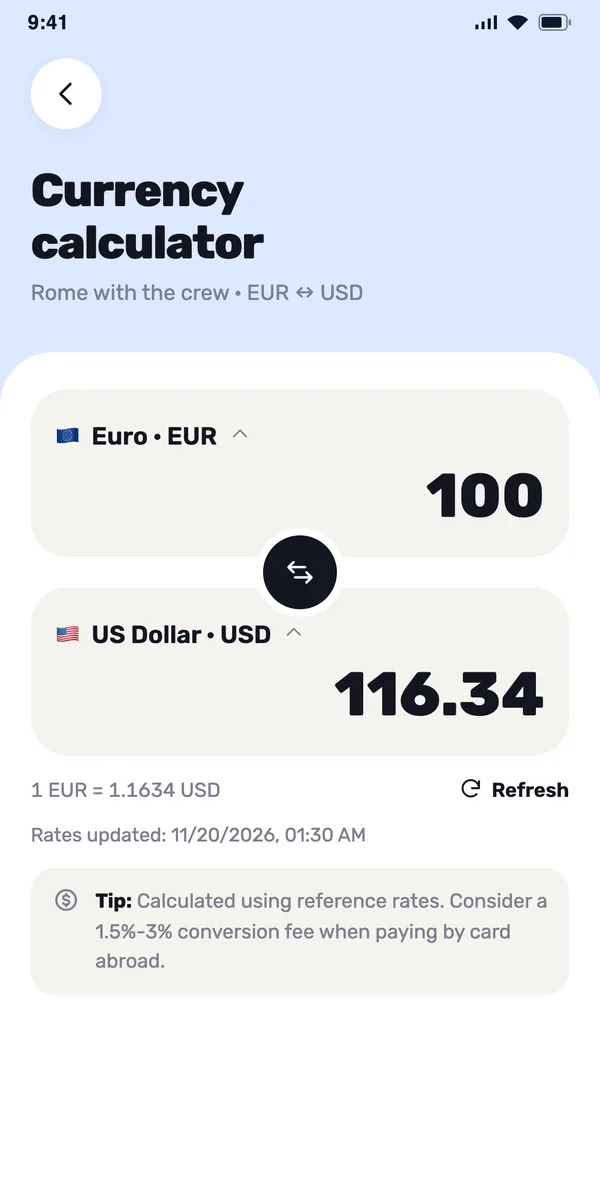 9:41
Currency
calculator
Rome with the crew • EUR ↔ USD
Euro • EUR
100
US Dollar • USD
116.34
1 EUR = 1.1634 USD
Refresh
Rates updated: 11/20/2026, 01:30 AM
Tip: Calculated using reference rates. Consider a
1.5%-3% conversion fee when paying by card
abroad.